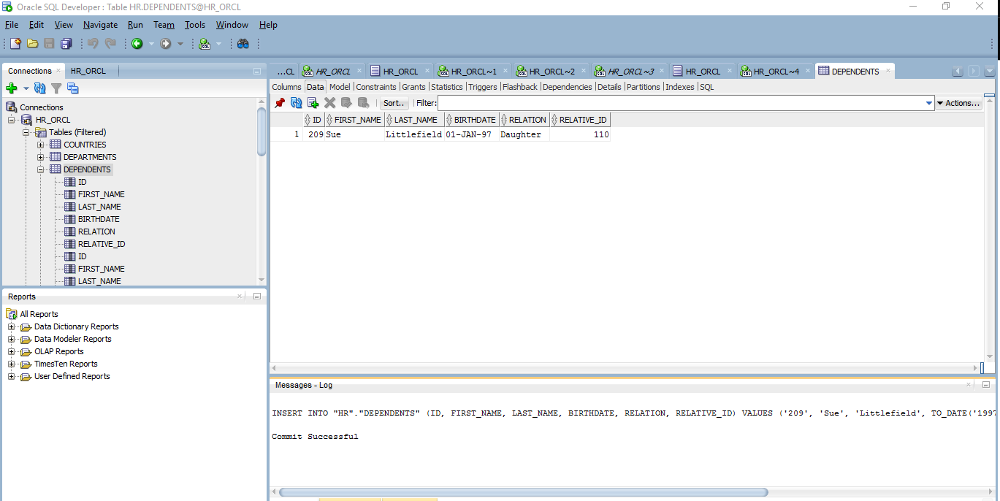 Oracle SQL Developer : Table HR.DEPENDENTS@HR_ORCL
File Edit View Navigate Run Team Tools Window Help
Connections HR_ORCL
...CL HR_ORCL HR_ORCL HR_ORCL~1 HR_ORCL~2 HR_ORCL~3 HR_ORCL HR_ORCL~4 DEPENDENTS
Columns Data Model Constraints Grants Statistics Triggers Flashback Dependencies Details Partitions Indexes SQL
Sort.. Filter: Actions...
ID FIRST_NAME LAST_NAME BIRTHDATE RELATION RELATIVE_ID
1 209 Sue Littlefield 01-JAN-97 Daughter 110
Connections
HR_ORCL
Tables (Filtered)
COUNTRIES
DEPARTMENTS
DEPENDENTS
ID
FIRST_NAME
LAST_NAME
BIRTHDATE
RELATION
RELATIVE_ID
ID
FIRST_NAME
LAST_NAME
Reports
All Reports
Data Dictionary Reports
Data Modeler Reports
OLAP Reports
TimesTen Reports
User Defined Reports
Messages - Log
INSERT INTO "HR"."DEPENDENTS" (ID, FIRST_NAME, LAST_NAME, BIRTHDATE, RELATION, RELATIVE_ID) VALUES ('209', 'Sue', 'Littlefield', TO_DATE('1997
Commit Successful